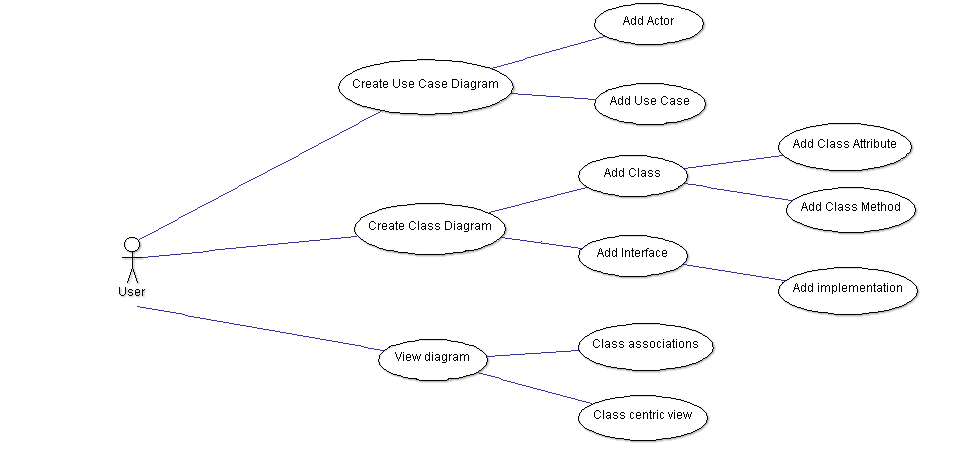 Add Actor
Create Use Case Diagram
Add Use Case
Add Class Attribute
Add Class
Add Class Method
Create Class Diagram
Add Interface
User
Add implementation
Class associations
View diagram
Class centric view